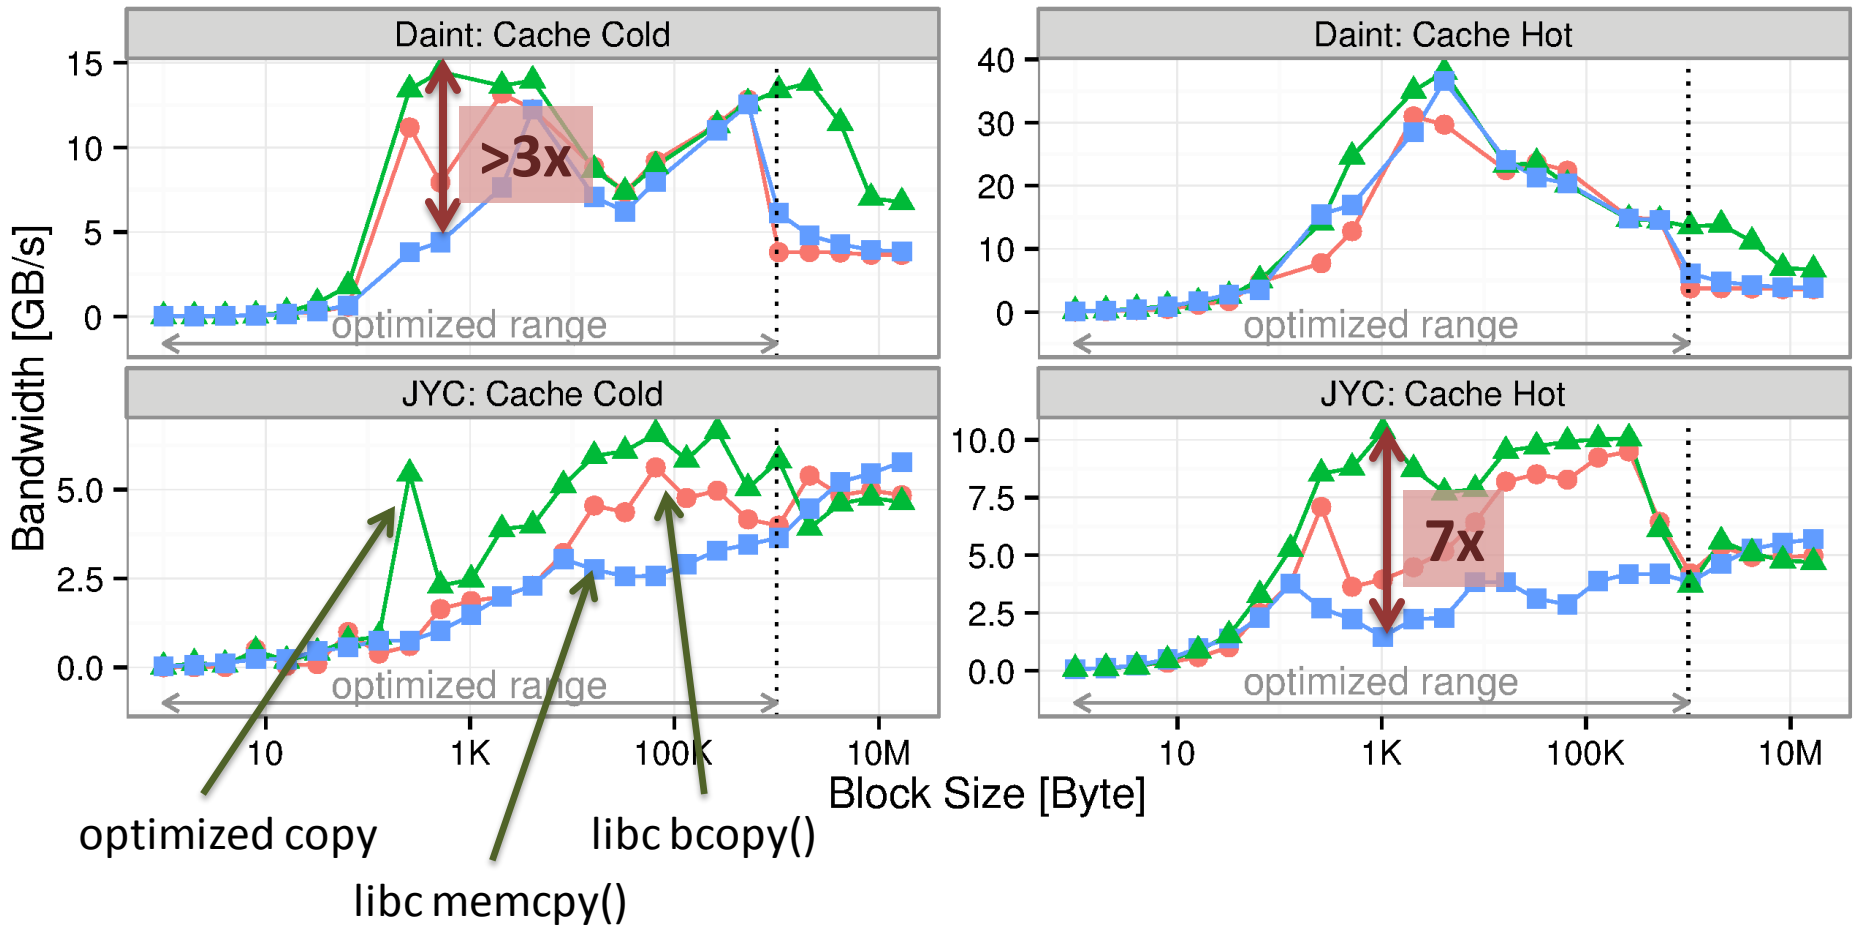 Daint: Cache Cold
Daint: Cache Hot
15
10
5
0
>3x
optimized range
40
30
20
10
0
optimized range
Bandwidth [GB/s]
JYC: Cache Cold
JYC: Cache Hot
5.0
2.5
0.0
optimized range
10.0
7.5
5.0
2.5
0.0
7x
optimized range
10 1K 100K 10M
10 1K 100K 10M
Block Size [Byte]
optimized copy
libc bcopy()
libc memcpy()